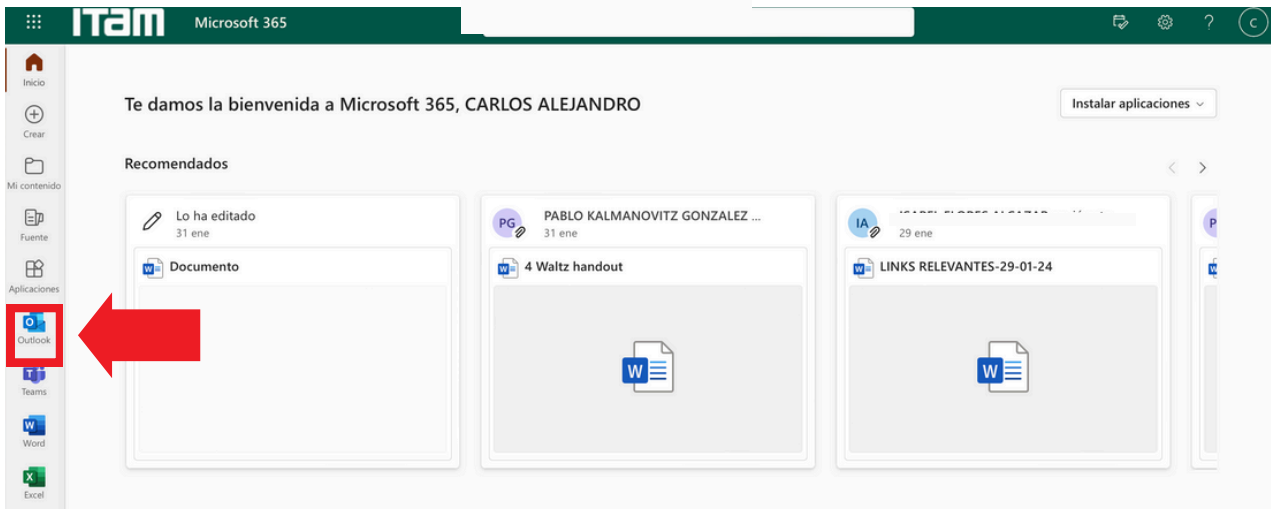 ITam
Microsoft 365
?
C
Inicio
Crear
Mi contenido
Fuente
Aplicaciones
Outlook
Teams
Word
Excel
Te damos la bienvenida a Microsoft 365, CARLOS ALEJANDRO
Instalar aplicaciones
Recomendados
Lo ha editado
31 ene
Documento
PG
PABLO KALMANOVITZ GONZALEZ ...
31 ene
4 Waltz handout
IA
29 ene
LINKS RELEVANTES-29-01-24
P